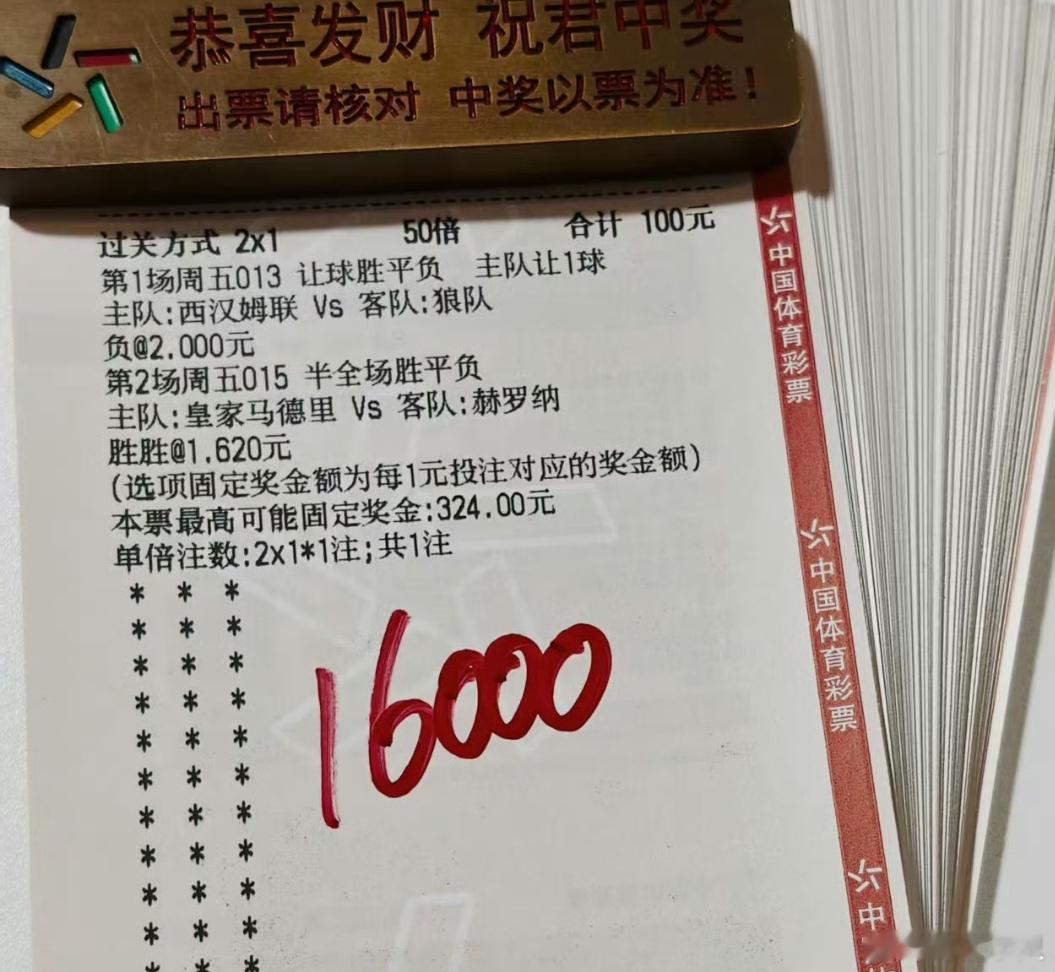 恭喜发财 祝君中奖
出票请核对 中奖以票为准！
过关方式 2x1 50倍 合计 100元
第1场周五013 让球胜平负 主队让1球
主队:西汉姆联 Vs 客队:狼队
负@2.000元
第2场周五015 半全场胜平负
主队:皇家马德里 Vs 客队:赫罗纳
胜胜@1.620元
(选项固定奖金额为每1元投注对应的奖金额)
本票最高可能固定奖金:324.00元
单倍注数:2x1*1注;共1注
* * *
* * *
* * *
* * *
* * *
* * *
* * *
* * *
* * *
* * *
* * *
16000
中国体育彩票
中国体育彩票
中